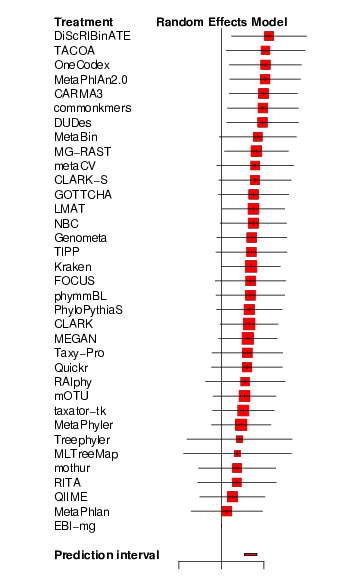 Treatment Random Effects Model
DiScRIBinATE
TACOA
OneCodex
MetaPhlAn2.0
CARMA3
commonkmers
DUDes
MetaBin
MG-RAST
metaCV
CLARK-S
GOTTCHA
LMAT
NBC
Genometa
TIPP
Kraken
FOCUS
phymmBL
PhyloPythiaS
CLARK
MEGAN
Taxy-Pro
Quickr
RAIphy
mOTU
taxator-tk
MetaPhyler
Treephyler
MLTreeMap
mothur
RITA
QIIME
MetaPhlan
EBI-mg
Prediction interval